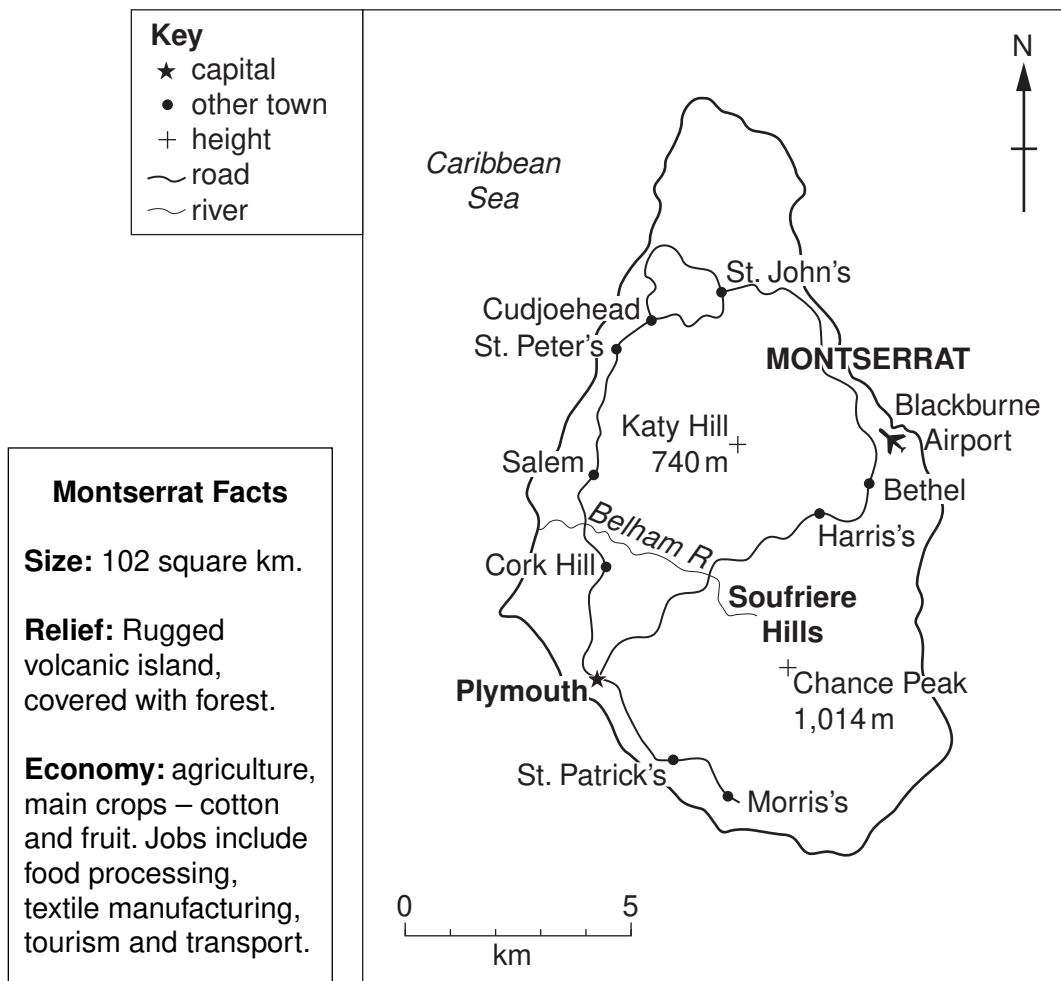 Key
capital
other town
height
road
river
N
Caribbean
Sea
St. John's
Cudjoehead
St. Peter's
MONTSERRAT
Blackburne
Airport
Katy Hill
740 m
Salem
Bethel
Belham R.
Harris's
Cork Hill
Soufriere
Hills
Plymouth
Chance Peak
1,014 m
St. Patrick's
Morris's
0 5
km
Montserrat Facts
Size: 102 square km.
Relief: Rugged
volcanic island,
covered with forest.
Economy: agriculture,
main crops – cotton
and fruit. Jobs include
food processing,
textile manufacturing,
tourism and transport.